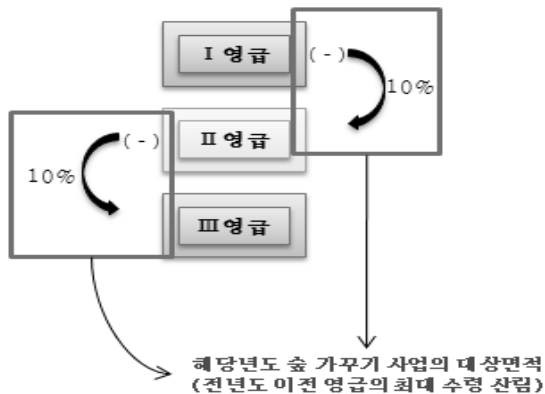 I 영급
(-)
10%
II 영급
(-)
10%
III 영급
해당년도 숲 가꾸기 사업의 대상면적
(전년도 이전 영급의 최대 수령 산림)